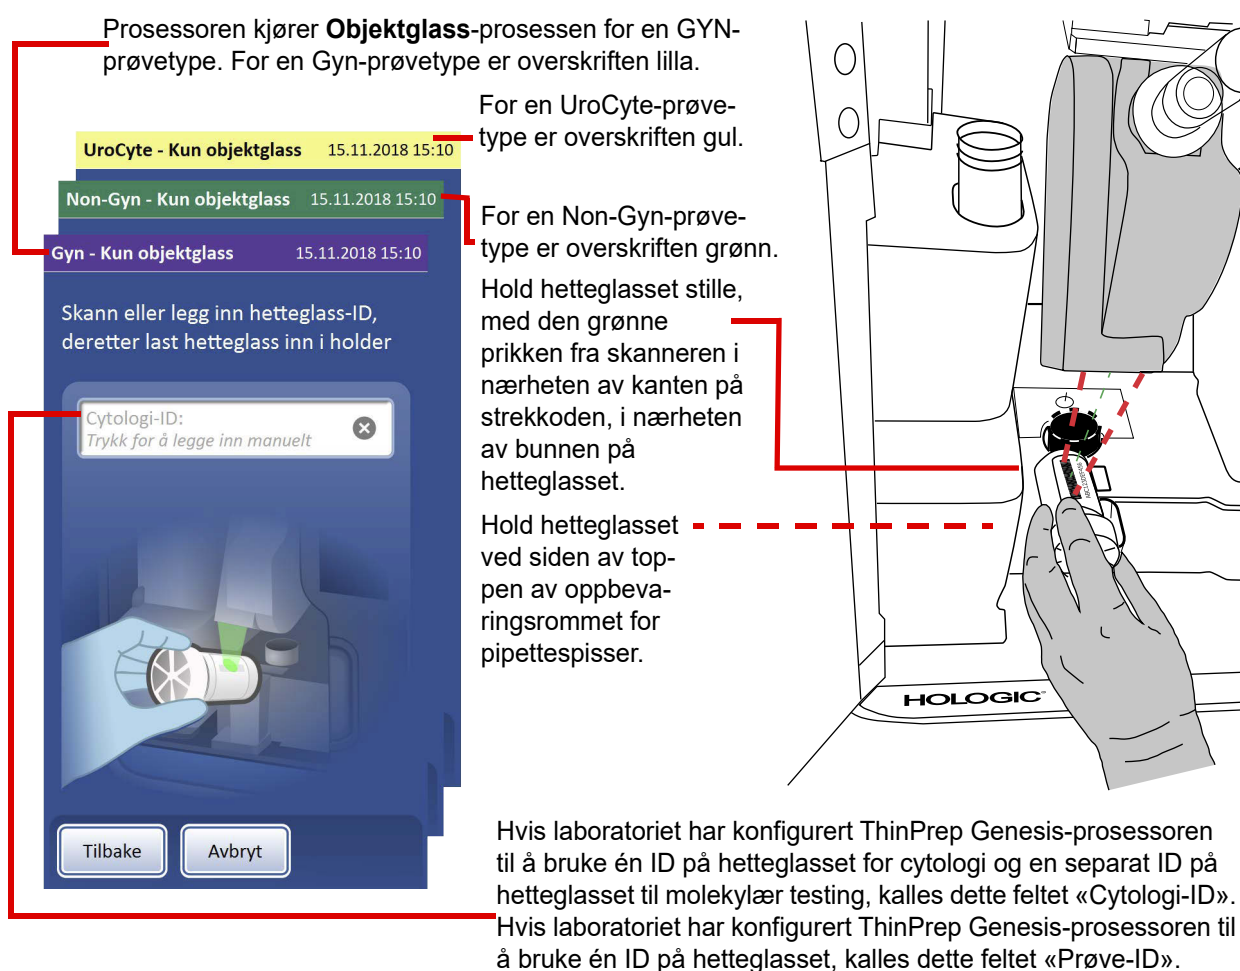 Prosessoren kjører Objektglass-prosessen for en GYN-
prøvetype. For en Gyn-prøvetype er overskriften lilla.
For en UroCyte-prøve-
type er overskriften gul.
UroCyte - Kun objektglass 15.11.2018 15:10
Non-Gyn - Kun objektglass 15.11.2018 15:10
For en Non-Gyn-prøve-
type er overskriften grønn.
Gyn - Kun objektglass 15.11.2018 15:10
Skann eller legg inn hetteglass-ID,
deretter last hetteglass inn i holder
Cytologi-ID:
Trykk for å legge inn manuelt
Hold hetteglasset stille,
med den grønne
prikken fra skanneren i
nærheten av kanten på
strekkoden, i nærheten
av bunnen på
hetteglasset.
Hold hetteglasset
ved siden av top-
pen av oppbeva-
ringsrommet for
pipettespisser.
HOLOGIC®
Tilbake
Avbryt
Hvis laboratoriet har konfigurert ThinPrep Genesis-prosessoren
til å bruke én ID på hetteglasset for cytologi og en separat ID på
hetteglasset til molekylær testing, kalles dette feltet «Cytologi-ID».
Hvis laboratoriet har konfigurert ThinPrep Genesis-prosessoren til
å bruke én ID på hetteglasset, kalles dette feltet «Prøve-ID».